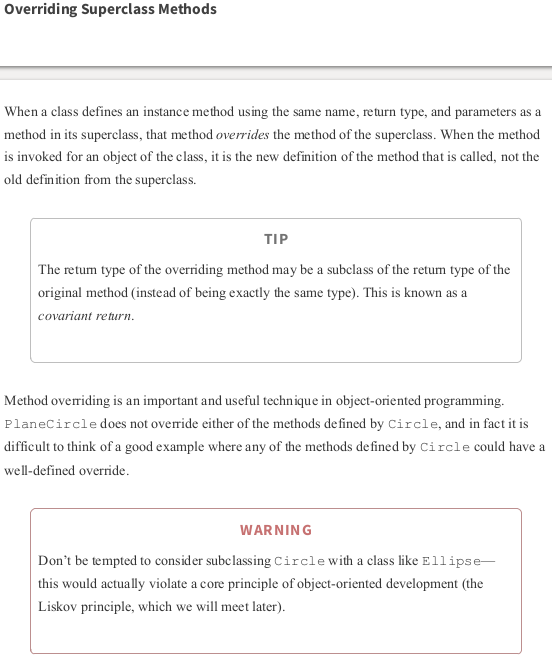 Overriding Superclass Methods
When a class defines an instance method using the same name, return type, and parameters as a
method in its superclass, that method overrides the method of the superclass. When the method
is invoked for an object of the class, it is the new definition of the method that is called, not the
old definition from the superclass.
TIP
The return type of the overriding method may be a subclass of the return type of the
original method (instead of being exactly the same type). This is known as a
covariant return.
Method overriding is an important and useful technique in object-oriented programming.
PlaneCircle does not override either of the methods defined by Circle, and in fact it is
difficult to think of a good example where any of the methods defined by Circle could have a
well-defined override.
WARNING
Don’t be tempted to consider subclassing Circle with a class like Ellipse—
this would actually violate a core principle of object-oriented development (the
Liskov principle, which we will meet later).